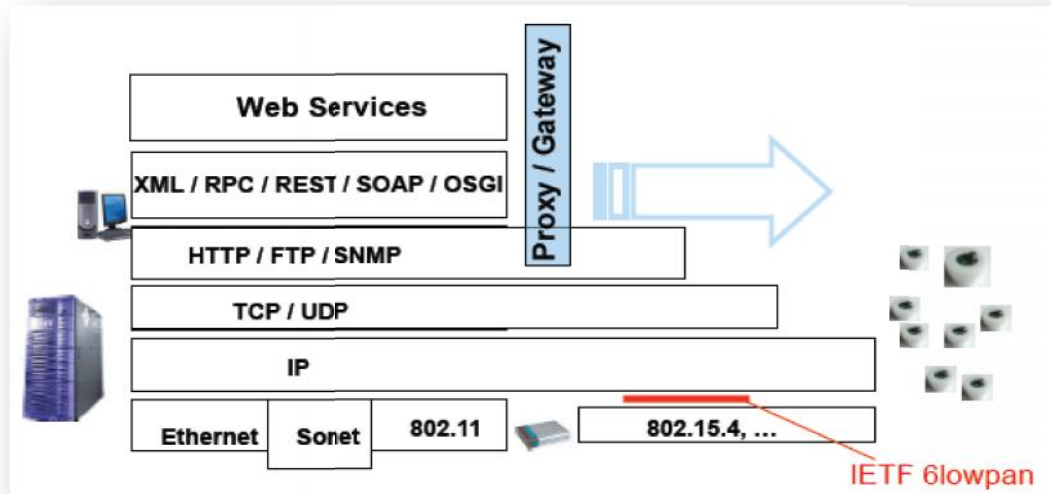 Proxy / Gateway
Web Services
XML / RPC / REST / SOAP / OSGI
HTTP / FTP / SNMP
TCP / UDP
IP
Ethernet
Sonet
802.11
802.15.4, ...
IETF 6lowpan